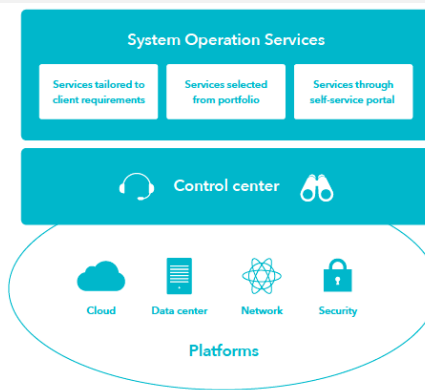 System Operation Services
Services tailored to
client requirements
Services selected
from portfolio
Services through
self-service portal
Control center
Cloud
Data center
Network
Security
Platforms